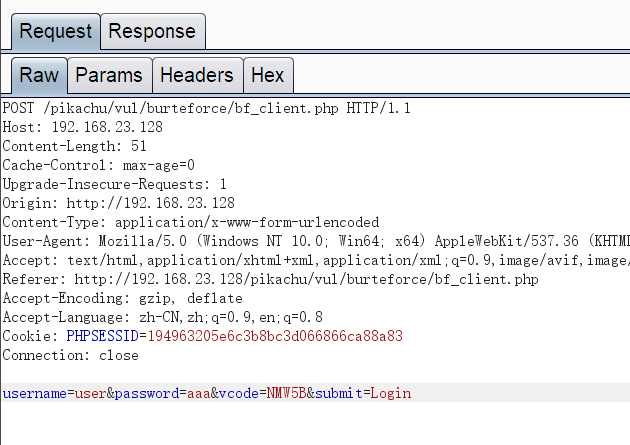 Request Response
Raw Params Headers Hex
POST /pikachu/vul/burteforce/bf_client.php HTTP/1.1
Host: 192.168.23.128
Content-Length: 51
Cache-Control: max-age=0
Upgrade-Insecure-Requests: 1
Origin: http://192.168.23.128
Content-Type: application/x-www-form-urlencoded
User-Agent: Mozilla/5.0 (Windows NT 10.0; Win64; x64) AppleWebKit/537.36 (KHTML
Accept: text/html,application/xhtml+xml,application/xml;q=0.9,image/avif,image/
Referer: http://192.168.23.128/pikachu/vul/burteforce/bf_client.php
Accept-Encoding: gzip, deflate
Accept-Language: zh-CN,zh;q=0.9,en;q=0.8
Cookie: PHPSESSID=194963205e6c3b8bc3d066866ca88a83
Connection: close
username=user&password=aaa&vcode=NMW5B&submit=Login